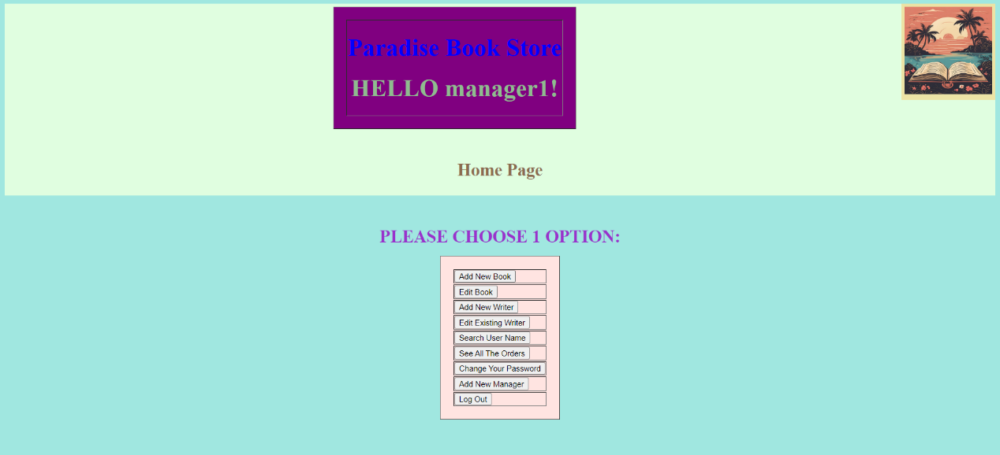 Paradise Book Store
HELLO manager1!
Home Page
PLEASE CHOOSE 1 OPTION:
Add New Book
Edit Book
Add New Writer
Edit Existing Writer
Search User Name
See All The Orders
Change Your Password
Add New Manager
Log Out